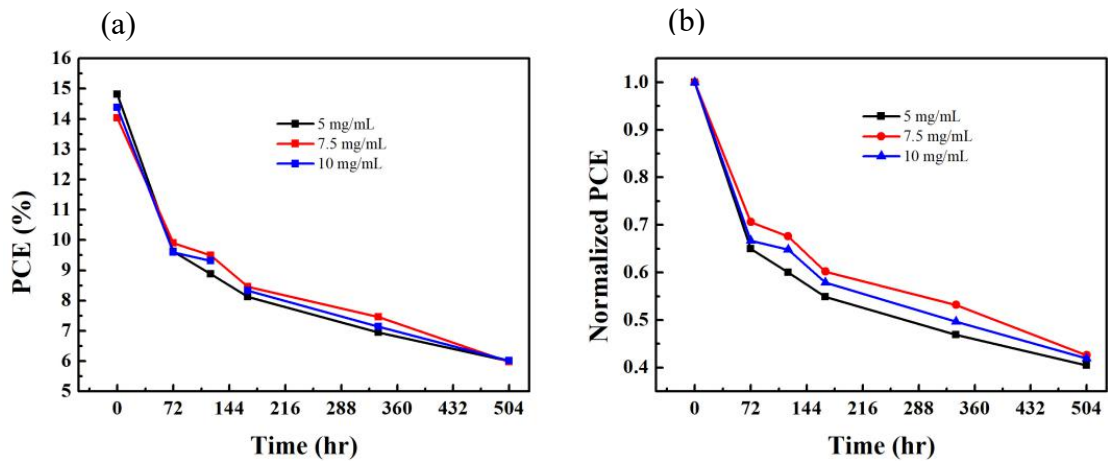 (a)
16
15
14
13
12
11
10
9
8
7
6
5
PCE (%)
5 mg/mL
7.5 mg/mL
10 mg/mL
0 72 144 216 288 360 432 504
Time (hr)
(b)
1.0
0.9
0.8
0.7
0.6
0.5
0.4
Normalized PCE
5 mg/mL
7.5 mg/mL
10 mg/mL
0 72 144 216 288 360 432 504
Time (hr)